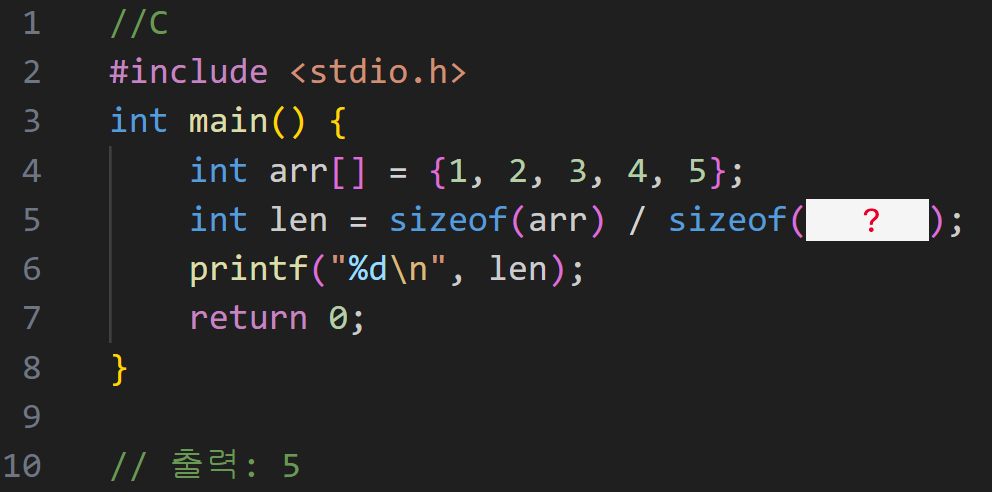 1 //C
2 #include <stdio.h>
3 int main() {
4     int arr[] = {1, 2, 3, 4, 5};
5     int len = sizeof(arr) / sizeof( ? );
6     printf("%d\n", len);
7     return 0;
8 }
9
10 // 출력: 5